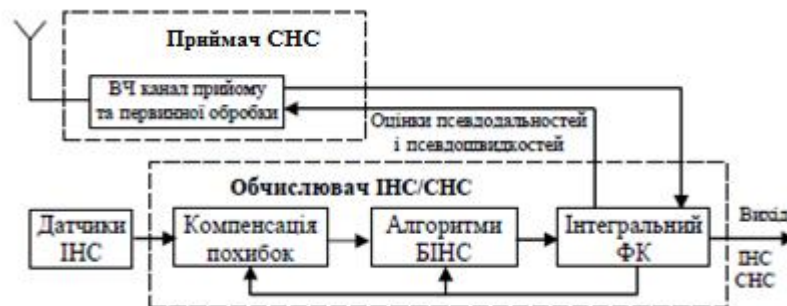 Приймач СНС
ВЧ канал прийому
та первинної обробки
Оцінки псевдодальностей
і псевдошвидкостей
Обчислювач ІНС/СНС
Датчики
ІНС
Компенсація
похибок
Алгоритми
БІНС
Інтегральний
ФК
Вихід
ІНС
СНС